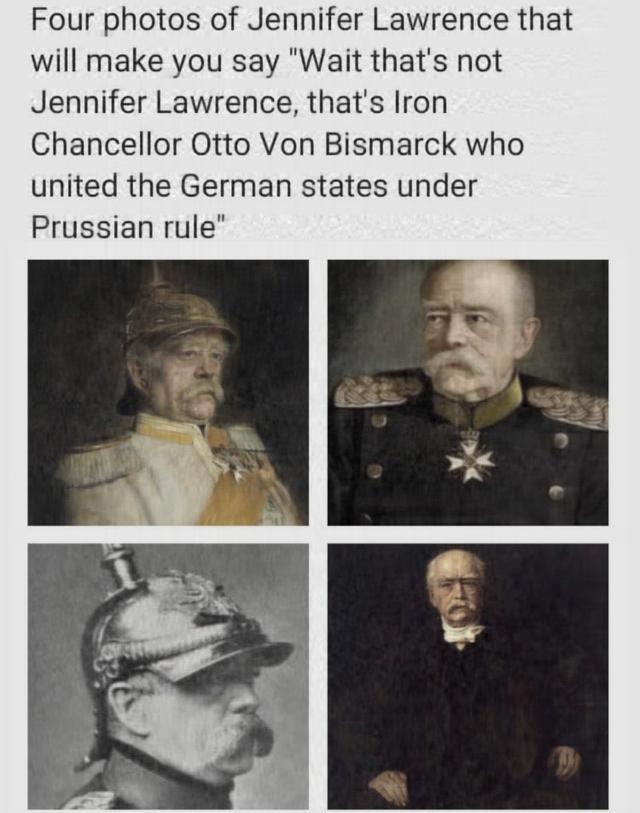 Four photos of Jennifer Lawrence that
will make you say "Wait that's not
Jennifer Lawrence, that's Iron
Chancellor Otto Von Bismarck who
united the German states under
Prussian rule"